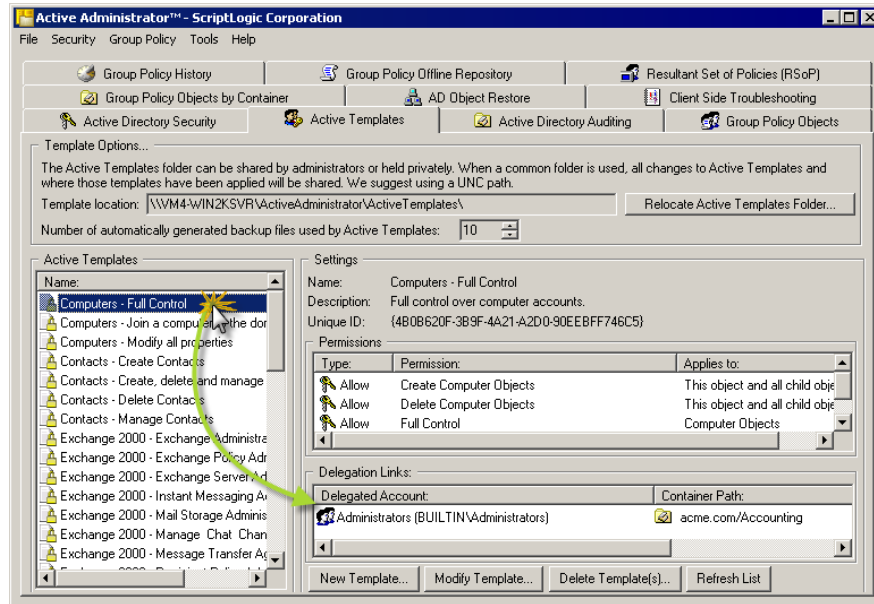 Active Administrator™ - ScriptLogic Corporation
File Security Group Policy Tools Help
Group Policy History
Group Policy Offline Repository
Resultant Set of Policies (RSoP)
Group Policy Objects by Container
AD Object Restore
Client Side Troubleshooting
Active Directory Security
Active Templates
Active Directory Auditing
Group Policy Objects
Template Options...
The Active Templates folder can be shared by administrators or held privately. When a common folder is used, all changes to Active Templates and
where those templates have been applied will be shared. We suggest using a UNC path.
Template location: \\VM4-WIN2KSVR\ActiveAdministrator\ActiveTemplates\
Relocate Active Templates Folder...
Number of automatically generated backup files used by Active Templates: 10
Active Templates
Name:
Computers - Full Control
Computers - Join a computer the dor
Computers - Modify all properties
Contacts - Create Contacts
Contacts - Create, delete and manage
Contacts - Delete Contacts
Contacts - Manage Contacts
Exchange 2000 - Exchange Administra
Exchange 2000 - Exchange Policy Adr
Exchange 2000 - Exchange Server Ad
Exchange 2000 - Instant Messaging A
Exchange 2000 - Mail Storage Adminis
Exchange 2000 - Manage Chat Chan
Exchange 2000 - Message Transfer Ag
Settings
Name: Computers - Full Control
Description: Full control over computer accounts.
Unique ID: {4B0B620F-3B9F-4A21-A2D0-90EEBFF746C5}
Permissions
Type: Permission: Applies to:
Allow Create Computer Objects This object and all child obje
Allow Delete Computer Objects This object and all child obje
Allow Full Control Computer Objects
Delegation Links:
Delegated Account: Container Path:
Administrators (BUILTIN\Administrators) acme.com/Accounting
New Template... Modify Template... Delete Template(s)... Refresh List